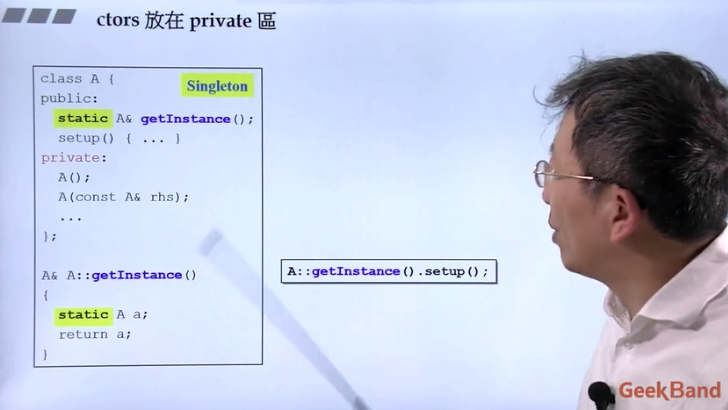 ctors 放在 private 區
class A {
Singleton
public:
static A& getInstance();
setup() { ... }
private:
A();
A(const A& rhs);
...
};
A& A::getInstance()
{
static A a;
return a;
}
A::getInstance().setup();
GeekBand